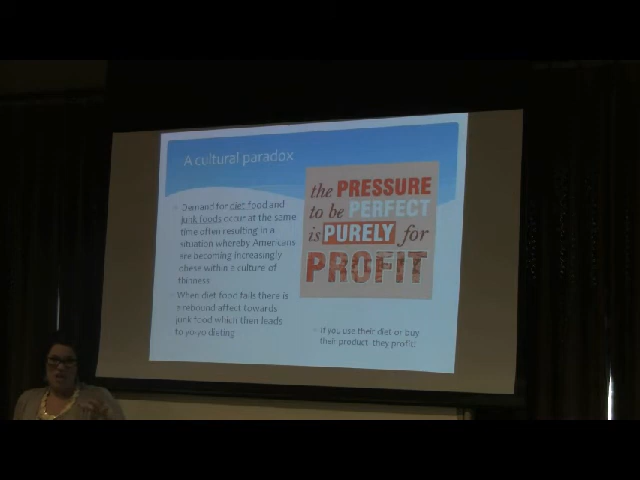 A cultural paradox
Demand for diet food and
junk foods occur at the same
time often resulting in a
situation whereby Americans
are becoming increasingly
obese within a culture of
thinness
When diet food fails there is
a rebound affect towards
junk food which then leads
to yo-yo dieting
the PRESSURE
to be PERFECT
is PURELY for
PROFIT
If you use their diet or buy
their product they profit!